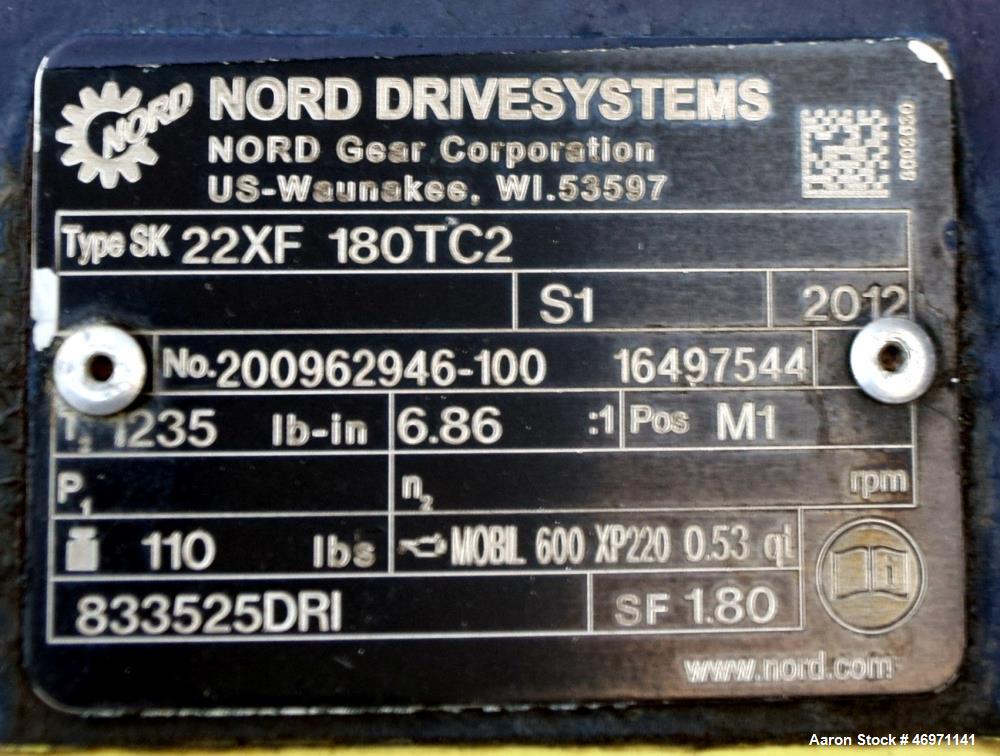 NORD
NORD DRIVESYSTEMS
NORD Gear Corporation
US-Waunakee, WI.53597
Type SK 22XF 180TC2
S1 2012
No.200962946-100 16497544
T2 1235 lb-in 6.86 :1 Pos M1
P1 n2 rpm
110 lbs MOBIL 600 XP220 0.53 qt
833525DRI SF 1.80
i
www.nord.com
Aaron Stock # 46971141